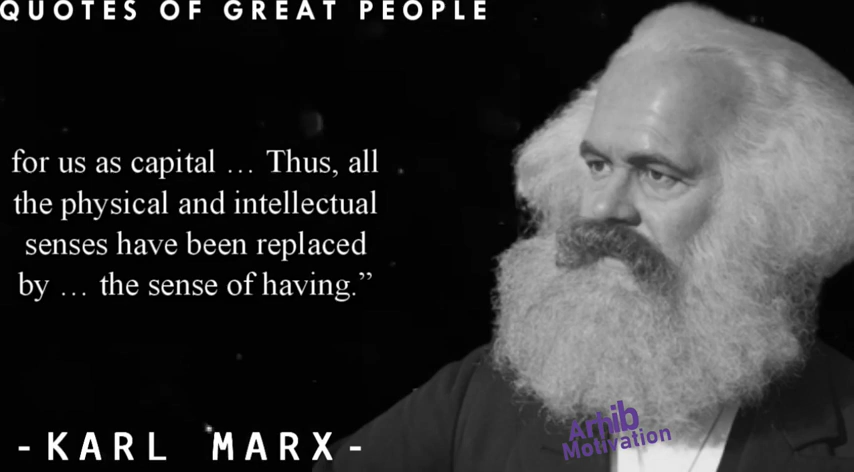 QUOTES OF GREAT PEOPLE
for us as capital … Thus, all
the physical and intellectual
senses have been replaced
by … the sense of having.”
-KARL MARX-
Arhib
Motivation